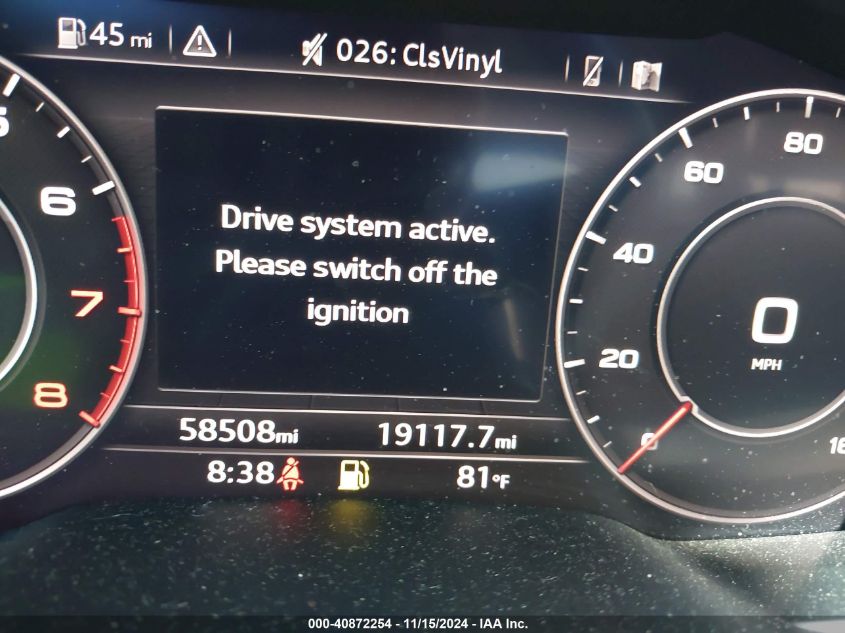 45 mi
026: ClsVinyl
Drive system active.
Please switch off the
ignition
6
7
8
80
60
40
20
0
0
MPH
58508mi
19117.7mi
8:38
81°F
000-40872254 - 11/15/2024 - IAA Inc.